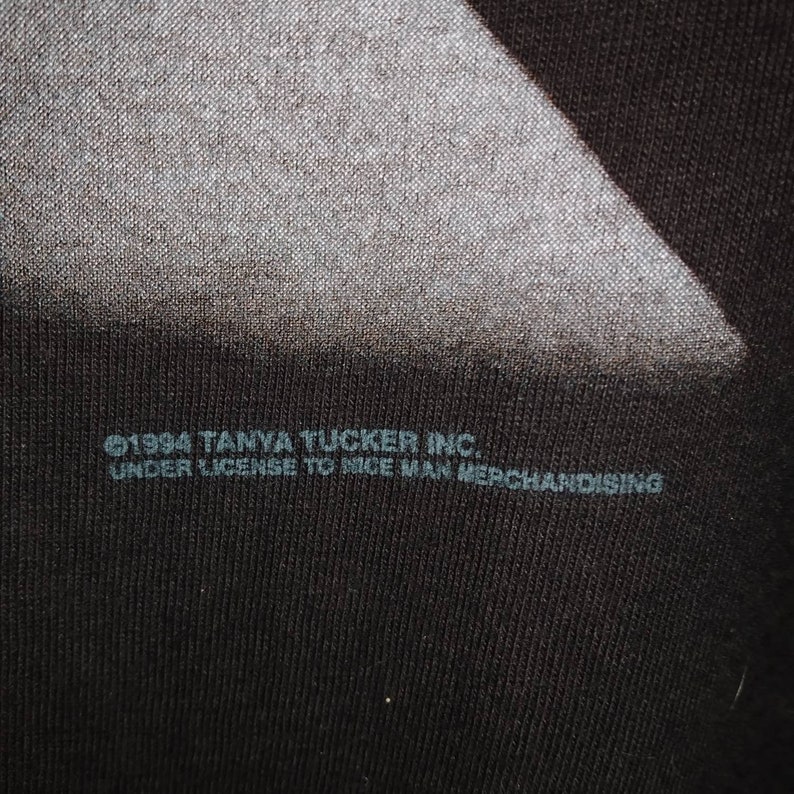 ©1994 TANYA TUCKER INC.
UNDER LICENSE TO NICE MAN MERCHANDISING